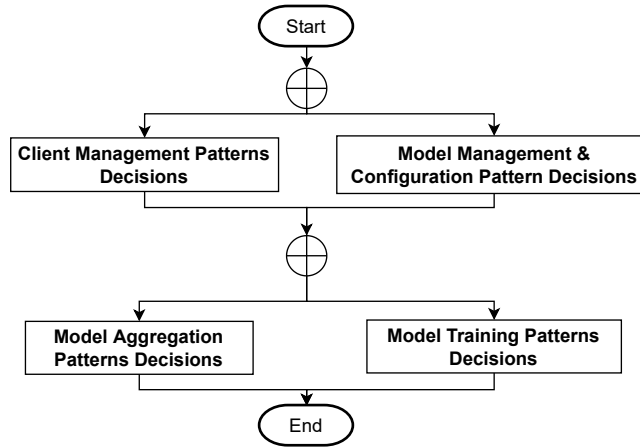 Start
Client Management Patterns
Decisions
Model Management &
Configuration Pattern Decisions
Model Aggregation
Patterns Decisions
Model Training Patterns
Decisions
End